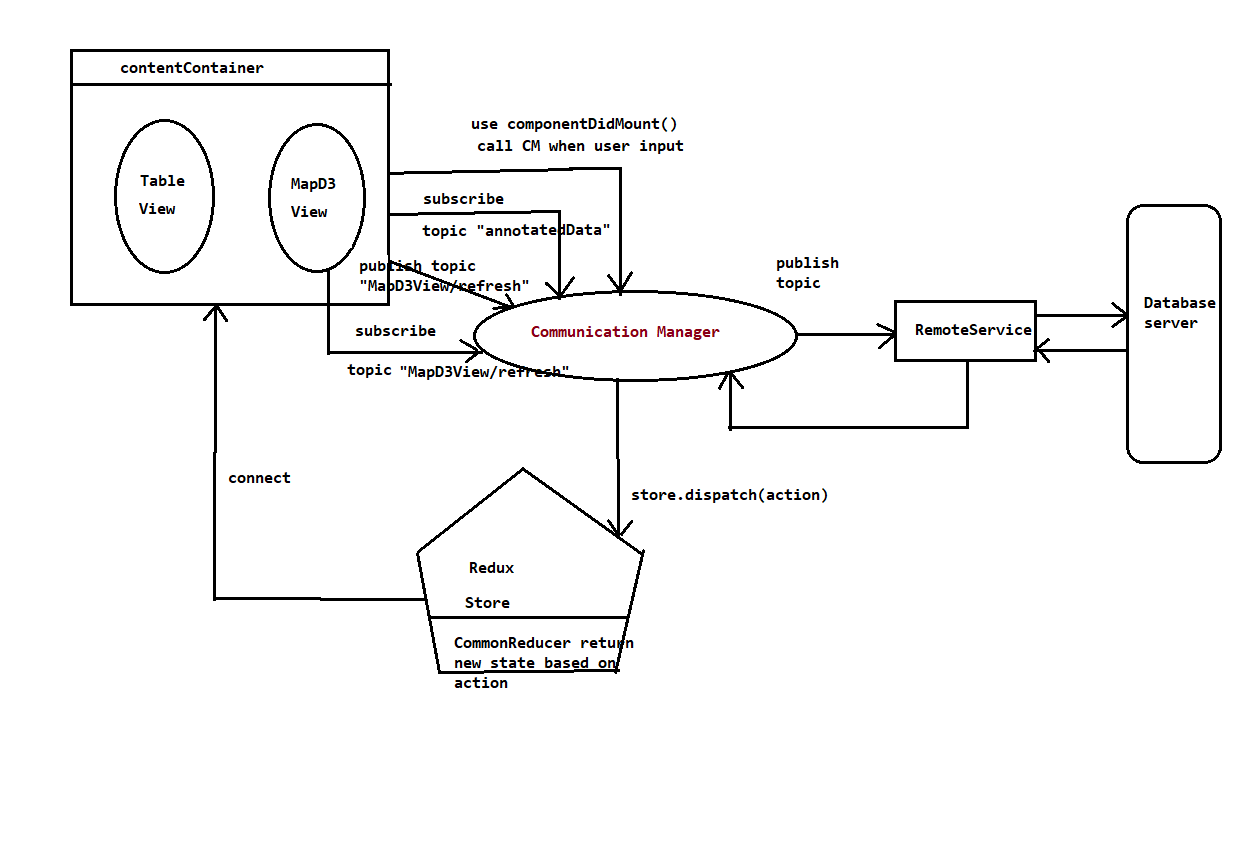 contentContainer
Table
View
MapD3
View
use componentDidMount()
call CM when user input
subscribe
topic "annotatedData"
publish topic
"MapD3View/refresh"
subscribe
topic "MapD3View/refresh"
Communication Manager
publish
topic
RemoteService
Database
server
connect
store.dispatch(action)
Redux
Store
CommonReducer return
new state based on
action